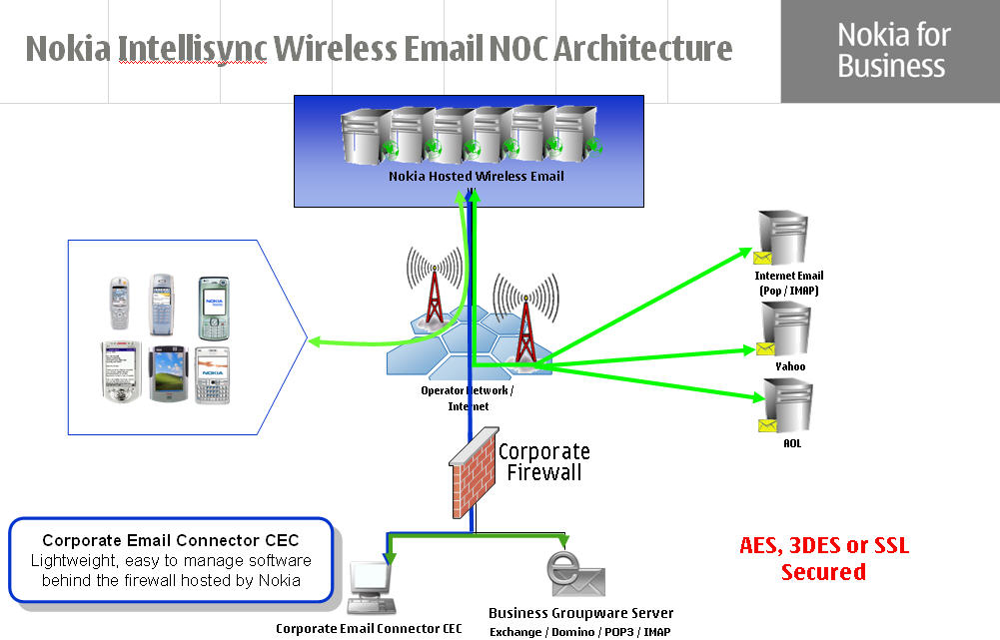 Nokia Intellisync Wireless Email NOC Architecture
Nokia for
Business
Nokia Hosted Wireless Email
Internet Email
(Pop / IMAP)
Yahoo
AOL
NOKIA
NOKIA
Operator Network /
Internet
Corporate
Firewall
Corporate Email Connector CEC
Lightweight, easy to manage software
behind the firewall hosted by Nokia
AES, 3DES or SSL
Secured
Corporate Email Connector CEC
Business Groupware Server
Exchange / Domino / POP3 / IMAP